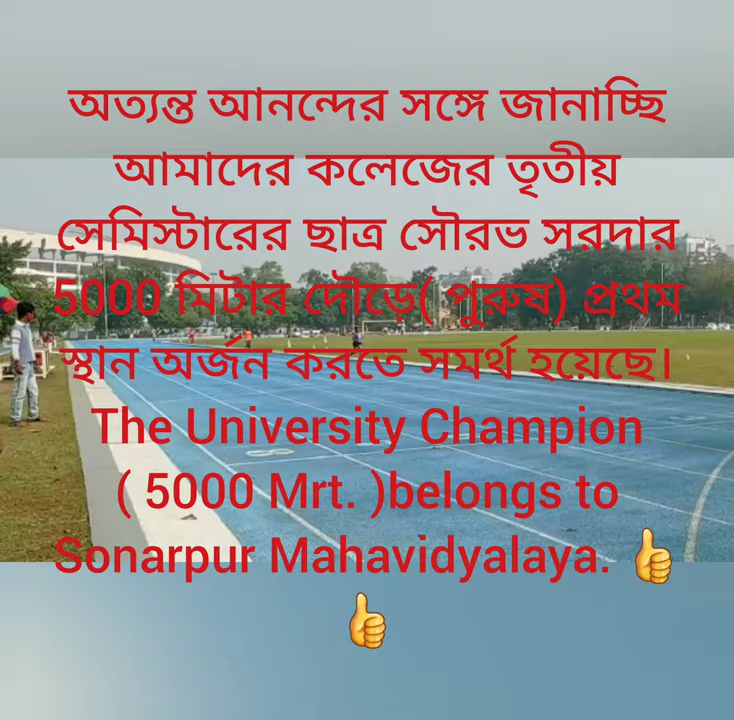 অত্যন্ত আনন্দের সঙ্গে জানাচ্ছি
আমাদের কলেজের তৃতীয়
সেমিস্টারের ছাত্র সৌরভ সরদার
5000 মিটার দৌড়ে( পুরুষ) প্রথম
স্থান অর্জন করতে সমর্থ হয়েছে।
The University Champion
( 5000 Mrt. )belongs to
Sonarpur Mahavidyalaya. 👍
👍
8